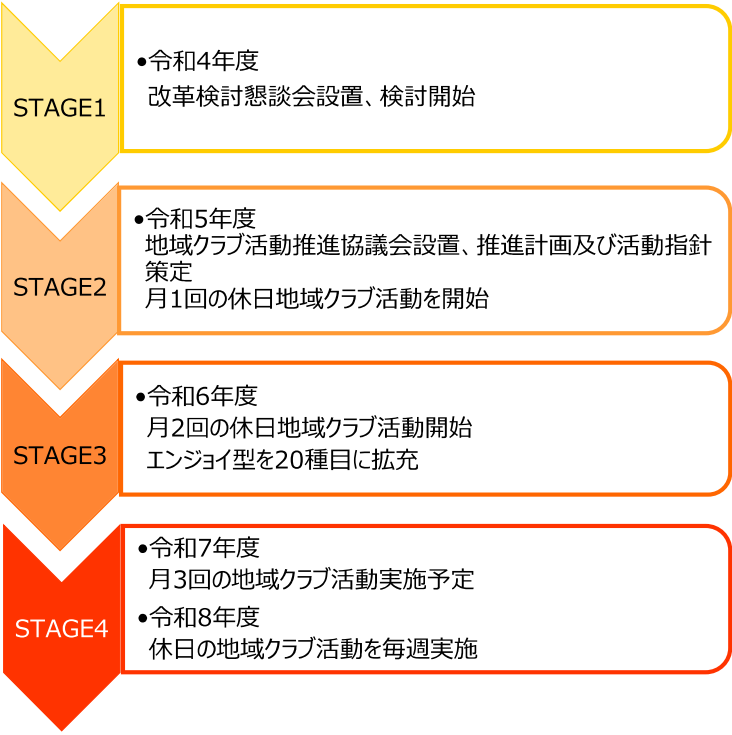 STAGE1
•令和4年度
改革検討懇談会設置、検討開始
STAGE2
•令和5年度
地域クラブ活動推進協議会設置、推進計画及び活動指針
策定
月1回の休日地域クラブ活動を開始
STAGE3
•令和6年度
月2回の休日地域クラブ活動開始
エンジョイ型を20種目に拡充
STAGE4
•令和7年度
月3回の地域クラブ活動実施予定
•令和8年度
休日の地域クラブ活動を毎週実施